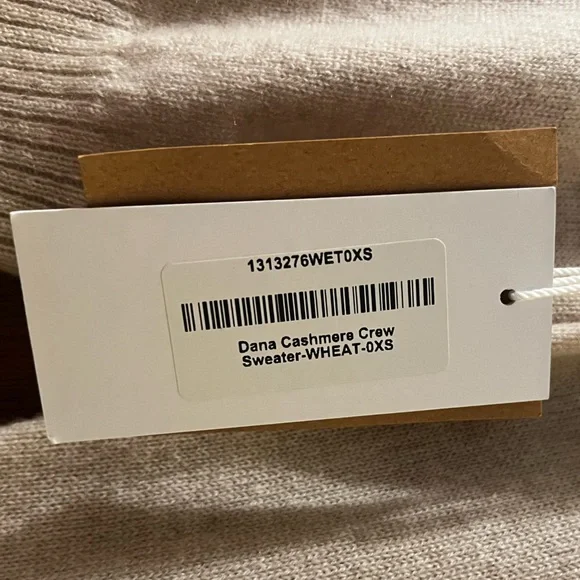 1313276WET0XS
Dana Cashmere Crew
Sweater-WHEAT-0XS